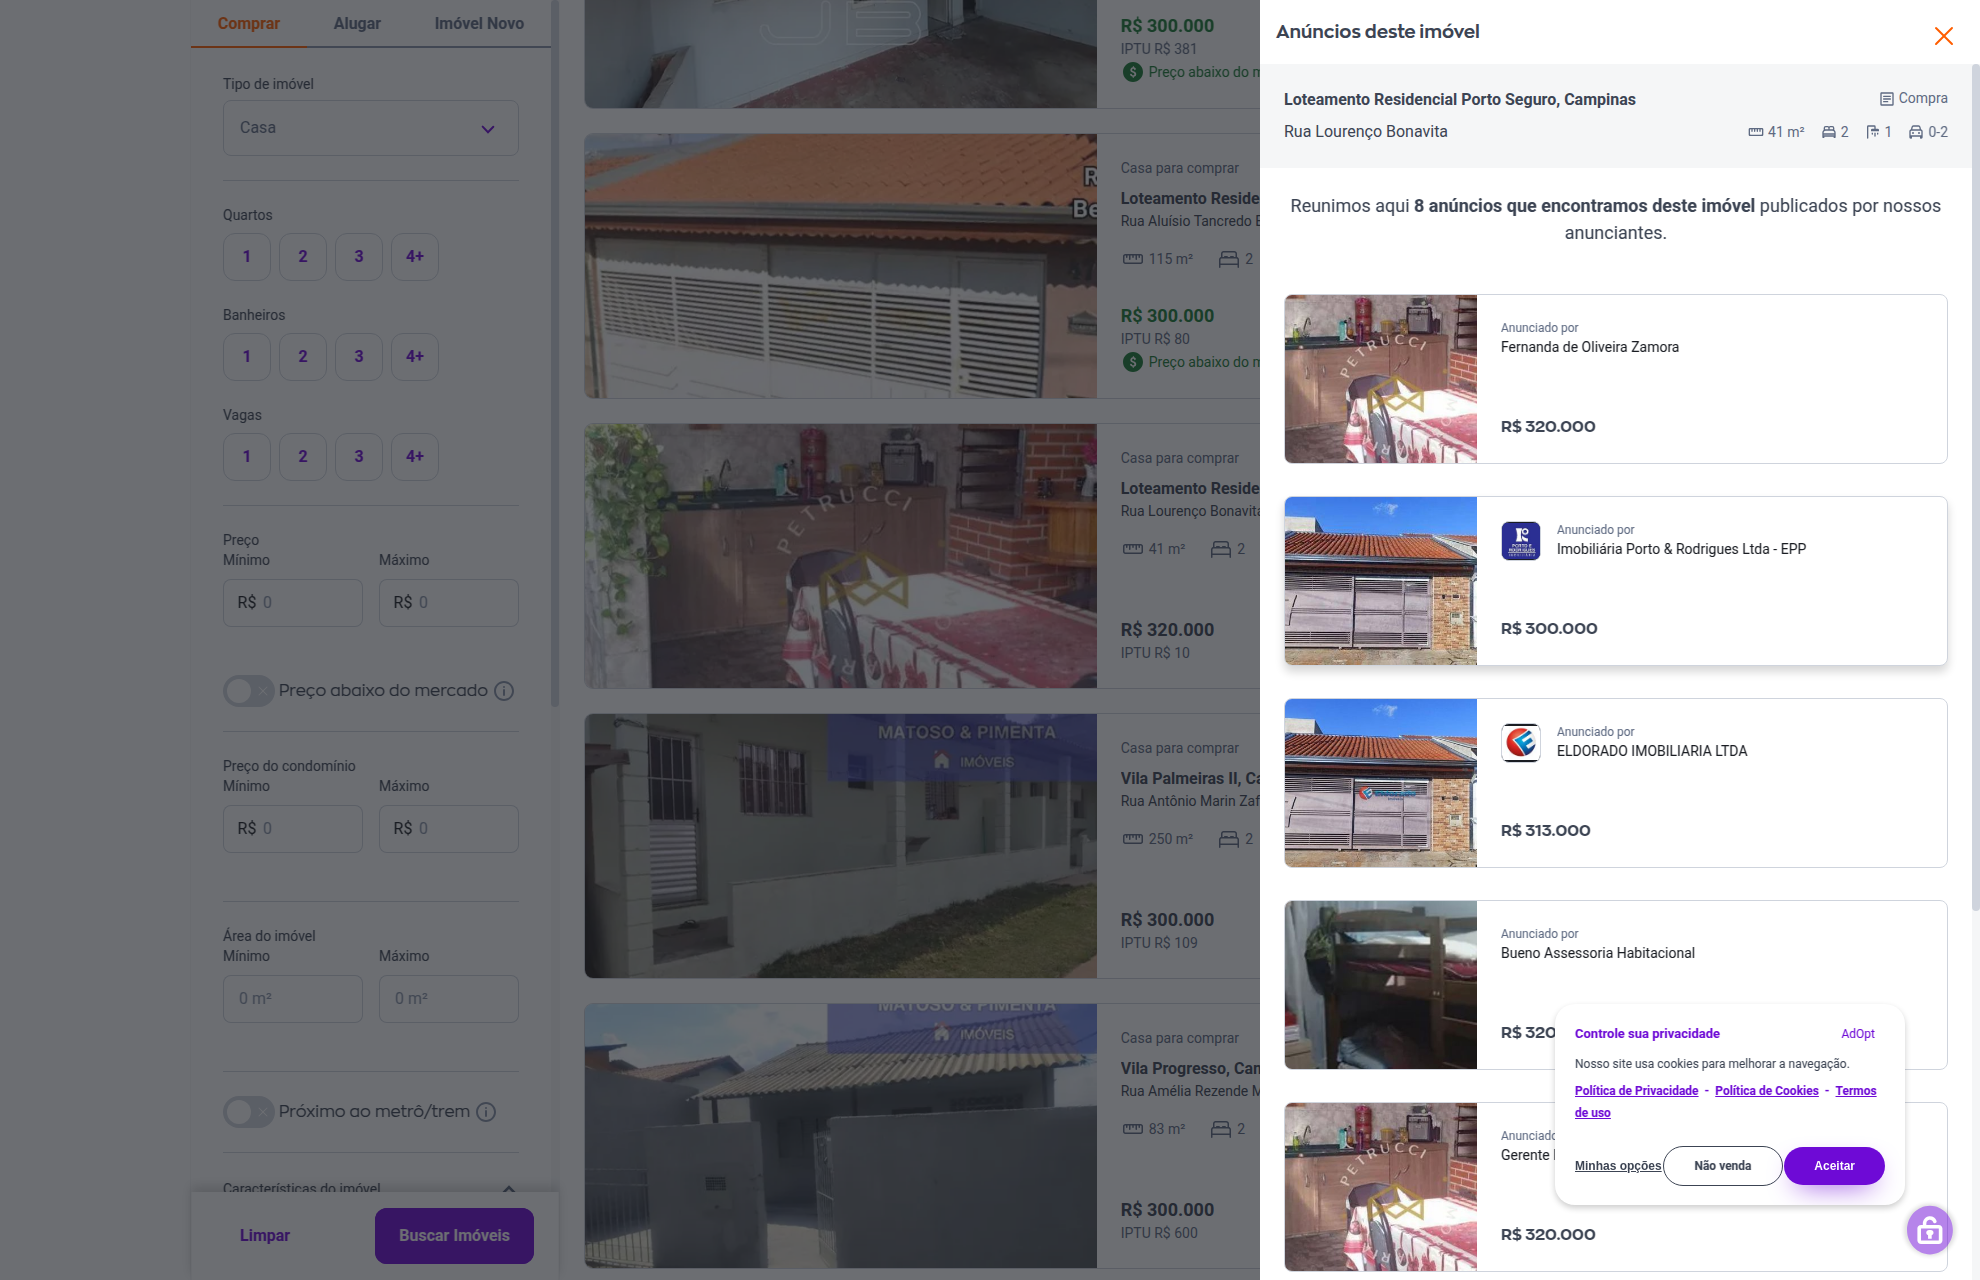 Comprar
Alugar
Imóvel Novo
Tipo de imóvel
Casa
Quartos
1
2
3
4+
Banheiros
1
2
3
4+
Vagas
1
2
3
4+
Preço
Mínimo
Máximo
R$ 0
R$ 0
Preço abaixo do mercado
Preço do condomínio
Mínimo
Máximo
R$ 0
R$ 0
Área do imóvel
Mínimo
Máximo
0 m²
0 m²
Próximo ao metrô/trem
Características do imóvel
Limpar
Buscar Imóveis
JB
R$ 300.000
IPTU R$ 381
Preço abaixo do m
Casa para comprar
Loteamento Reside
Rua Aluísio Tancredo
115 m²
2
R$ 300.000
IPTU R$ 80
Preço abaixo do m
PETRUCCI
Casa para comprar
Loteamento Reside
Rua Lourenço Bonavita
41 m²
2
R$ 320.000
IPTU R$ 10
MATOSO & PIMENTA
IMÓVEIS
Casa para comprar
Vila Palmeiras II, Ca
Rua Antônio Marin Zaf
250 m²
2
R$ 300.000
IPTU R$ 109
MATOSO & PIMENTA
IMÓVEIS
Casa para comprar
Vila Progresso, Cam
Rua Amélia Rezende M
83 m²
2
R$ 300.000
IPTU R$ 600
Anúncios deste imóvel
Loteamento Residencial Porto Seguro, Campinas
Compra
Rua Lourenço Bonavita
41 m²
2
1
0-2
Reunimos aqui 8 anúncios que encontramos deste imóvel publicados por nossos
anunciantes.
PETRUCCI
Anunciado por
Fernanda de Oliveira Zamora
R$ 320.000
Anunciado por
Imobiliária Porto & Rodrigues Ltda - EPP
R$ 300.000
Anunciado por
ELDORADO IMOBILIARIA LTDA
R$ 313.000
Anunciado por
Bueno Assessoria Habitacional
R$ 320
PETRUCCI
Anunciado
Gerente
R$ 320.000
Controle sua privacidade
AdOpt
Nosso site usa cookies para melhorar a navegação.
Política de Privacidade - Política de Cookies - Termos
de uso
Minhas opções
Não venda
Aceitar